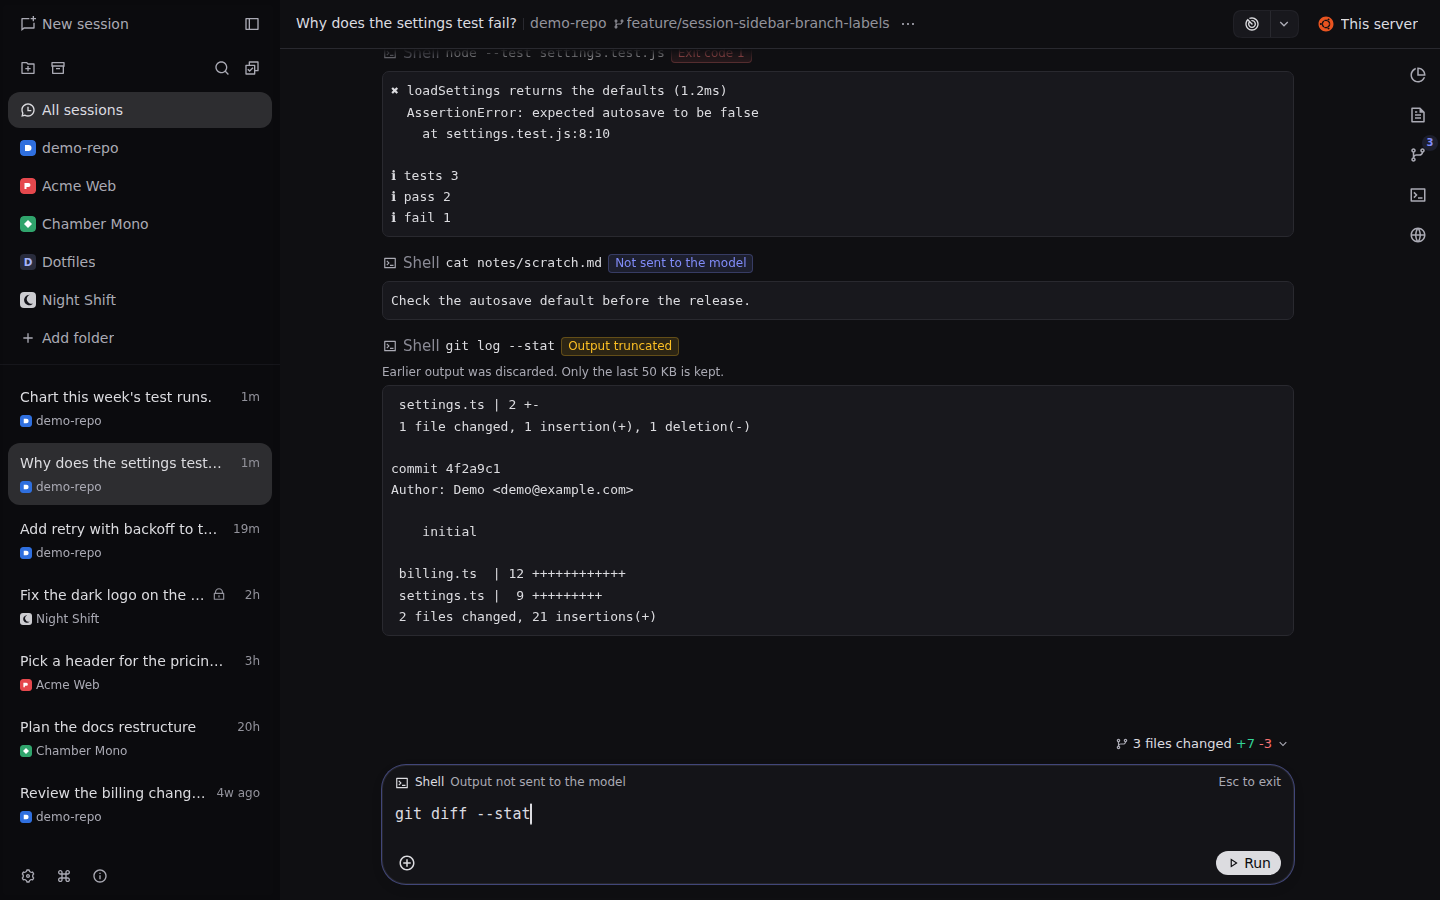 New session
All sessions
demo-repo
Acme Web
Chamber Mono
D Dotfiles
Night Shift
Add folder
Chart this week's test runs. 1m
demo-repo
Why does the settings test... 1m
demo-repo
Add retry with backoff to t... 19m
demo-repo
Fix the dark logo on the ... 2h
Night Shift
Pick a header for the pricin... 3h
Acme Web
Plan the docs restructure 20h
Chamber Mono
Review the billing chang... 4w ago
demo-repo
Why does the settings test fail? demo-repo feature/session-sidebar-branch-labels ...
This server
Shell node --test settings.test.js Exit code 1
✖ loadSettings returns the defaults (1.2ms)
AssertionError: expected autosave to be false
at settings.test.js:8:10
ℹ tests 3
ℹ pass 2
ℹ fail 1
Shell cat notes/scratch.md Not sent to the model
Check the autosave default before the release.
Shell git log --stat Output truncated
Earlier output was discarded. Only the last 50 KB is kept.
settings.ts | 2 +-
1 file changed, 1 insertion(+), 1 deletion(-)
commit 4f2a9c1
Author: Demo <demo@example.com>
initial
billing.ts  | 12 ++++++++++++
settings.ts |  9 +++++++++
2 files changed, 21 insertions(+)
3 files changed +7 -3
Shell Output not sent to the model Esc to exit
git diff --stat
Run
3